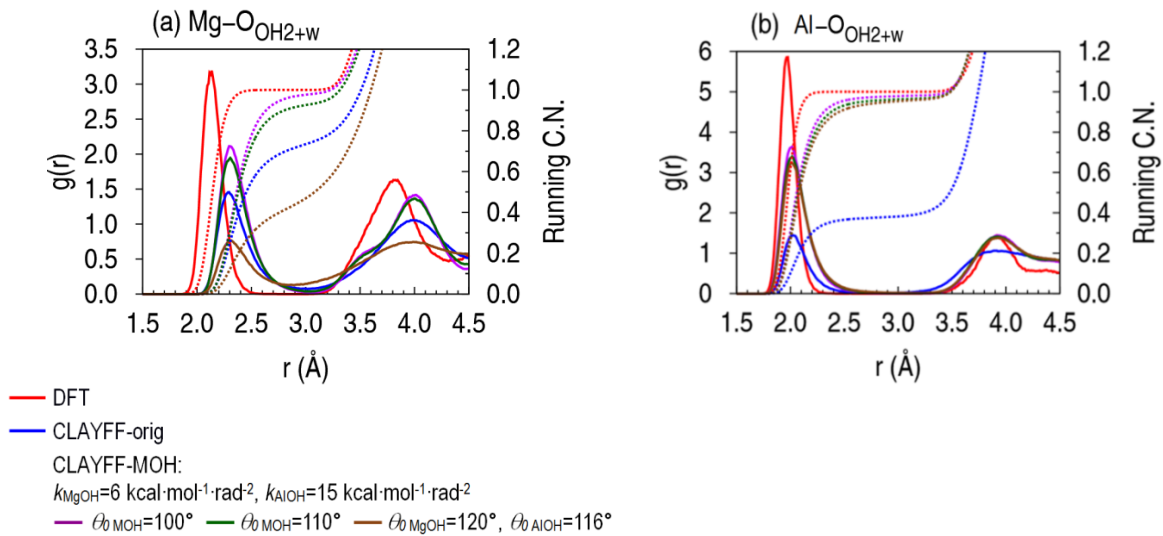 (a) Mg–O_OH2+w
3.5
3.0
2.5
2.0
1.5
1.0
0.5
0.0
g(r)
1.2
1.0
0.8
0.6
0.4
0.2
0.0
Running C.N.
1.5 2.0 2.5 3.0 3.5 4.0 4.5
r (Å)
(b) Al–O_OH2+w
6
5
4
3
2
1
0
g(r)
1.2
1.0
0.8
0.6
0.4
0.2
0.0
Running C.N.
1.5 2.0 2.5 3.0 3.5 4.0 4.5
r (Å)
DFT
CLAYFF-orig
CLAYFF-MOH:
k_MgOH=6 kcal·mol⁻¹·rad⁻², k_AlOH=15 kcal·mol⁻¹·rad⁻²
θ₀ MOH=100° θ₀ MOH=110° θ₀ MgOH=120°, θ₀ AlOH=116°